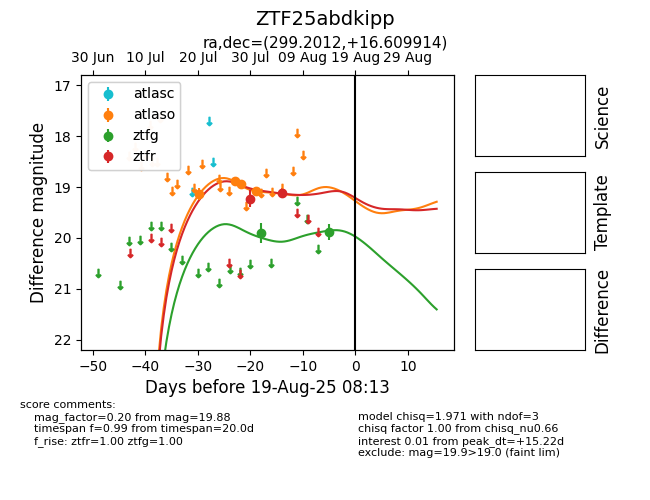 ZTF25abdkipp
ra,dec=(299.2012,+16.609914)
30 Jun 10 Jul 20 Jul 30 Jul 09 Aug 19 Aug 29 Aug
17
18
19
20
21
22
Difference magnitude
atlasc
atlaso
ztfg
ztfr
−50 −40 −30 −20 −10 0 10
Days before 19-Aug-25 08:13
Science
Template
Difference
score comments:
mag_factor=0.20 from mag=19.88
timespan f=0.99 from timespan=20.0d
f_rise: ztfr=1.00 ztfg=1.00
model chisq=1.971 with ndof=3
chisq factor 1.00 from chisq_nu0.66
interest 0.01 from peak_dt=+15.22d
exclude: mag=19.9>19.0 (faint lim)